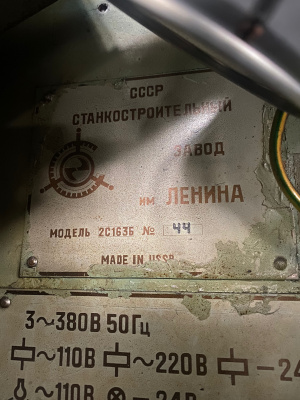 СССР
СТАНКОСТРОИТЕЛЬНЫЙ
ЗАВОД
им ЛЕНИНА
МОДЕЛЬ 2С163Б № 44
MADE IN USSR
3~380В 50Гц
~110В ~220В –24
~110В –24В